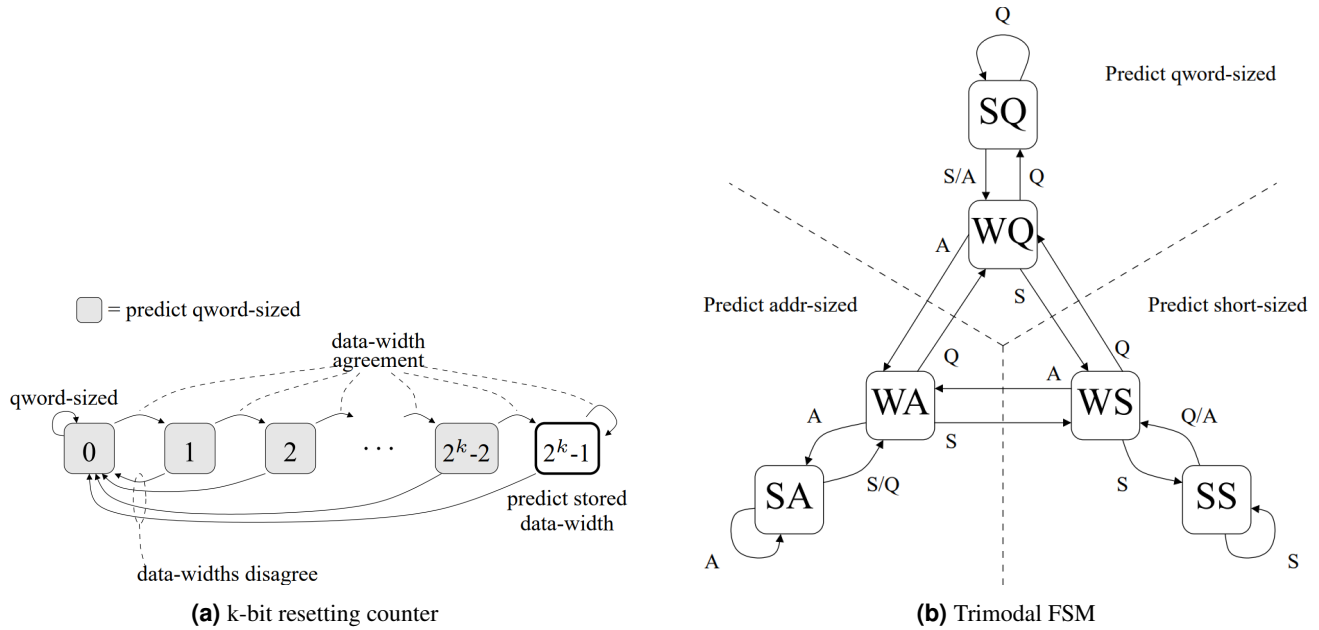 = predict qword-sized
data-width
agreement
qword-sized
0
1
2
...
2^k-2
2^k-1
predict stored
data-width
data-widths disagree
(a) k-bit resetting counter
Q
Predict qword-sized
SQ
S/A
Q
WQ
A
S
Predict addr-sized
Predict short-sized
Q
Q
WA
A
WS
A
S
Q/A
S/Q
S
SA
SS
A
S
(b) Trimodal FSM